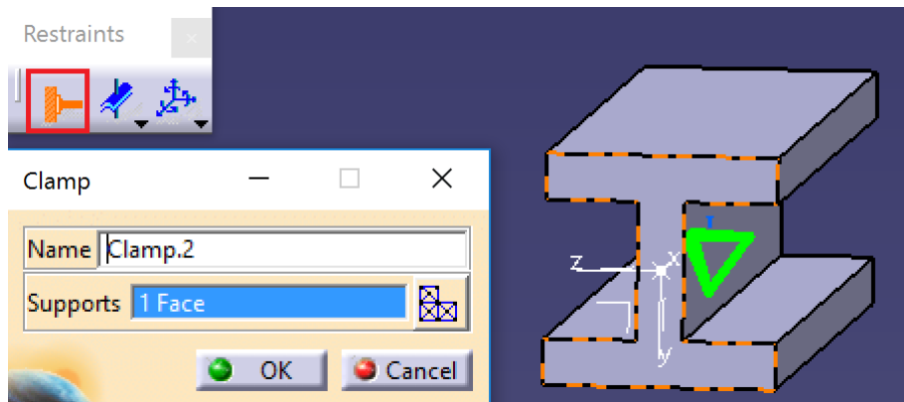 Restraints
Clamp
Name Clamp.2
Supports 1 Face
OK Cancel
z
x
y